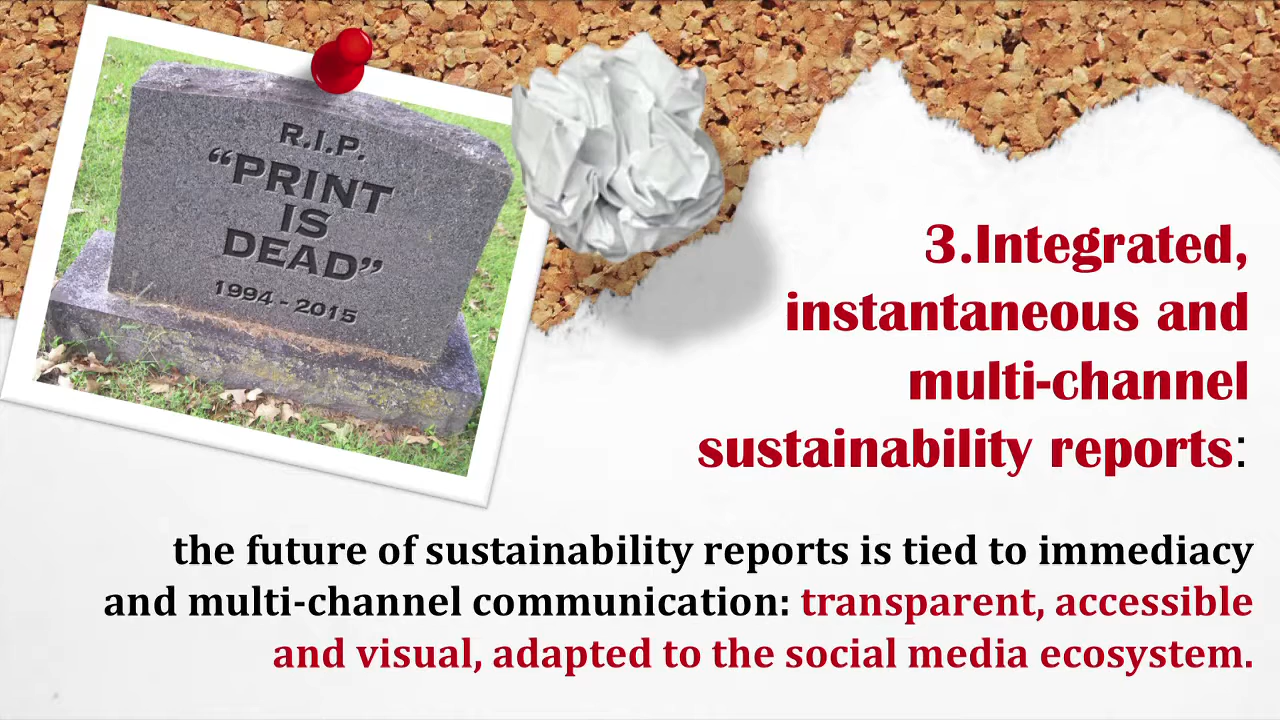 R.I.P.
“PRINT
IS
DEAD”
1994 - 2015
3.Integrated,
instantaneous and
multi-channel
sustainability reports:
the future of sustainability reports is tied to immediacy
and multi-channel communication: transparent, accessible
and visual, adapted to the social media ecosystem.